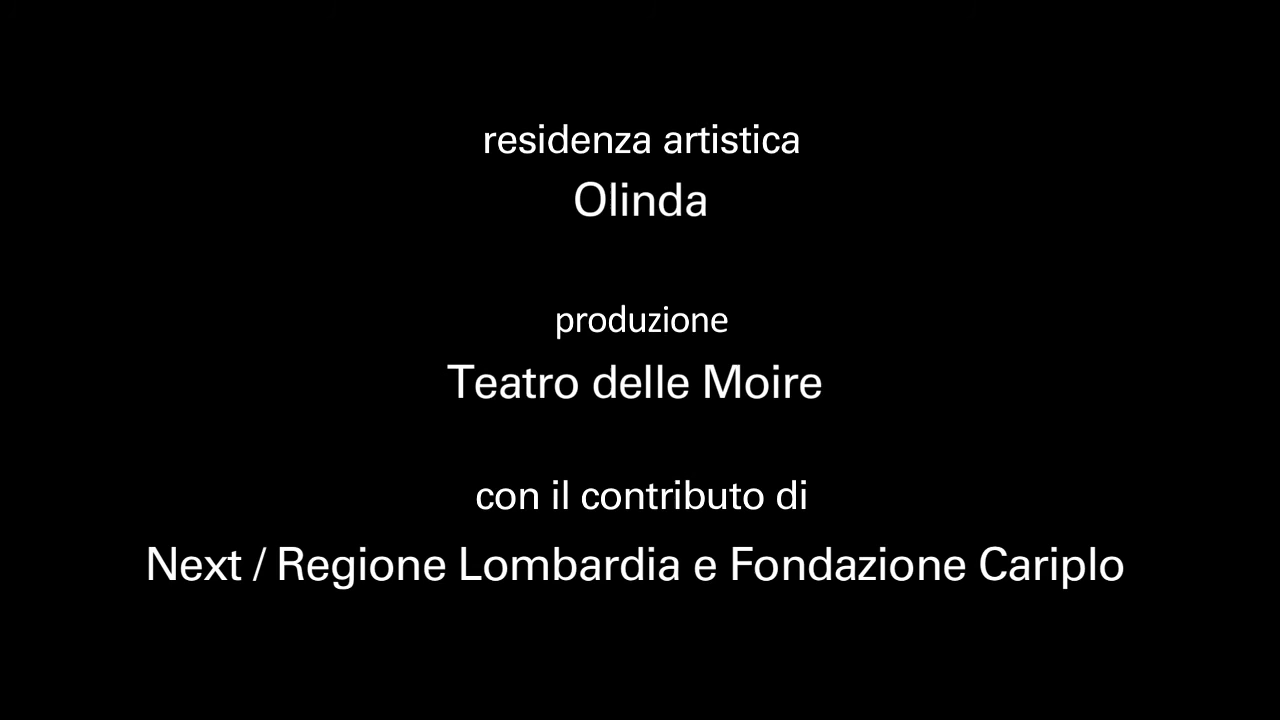 residenza artistica
Olinda
produzione
Teatro delle Moire
con il contributo di
Next / Regione Lombardia e Fondazione Cariplo